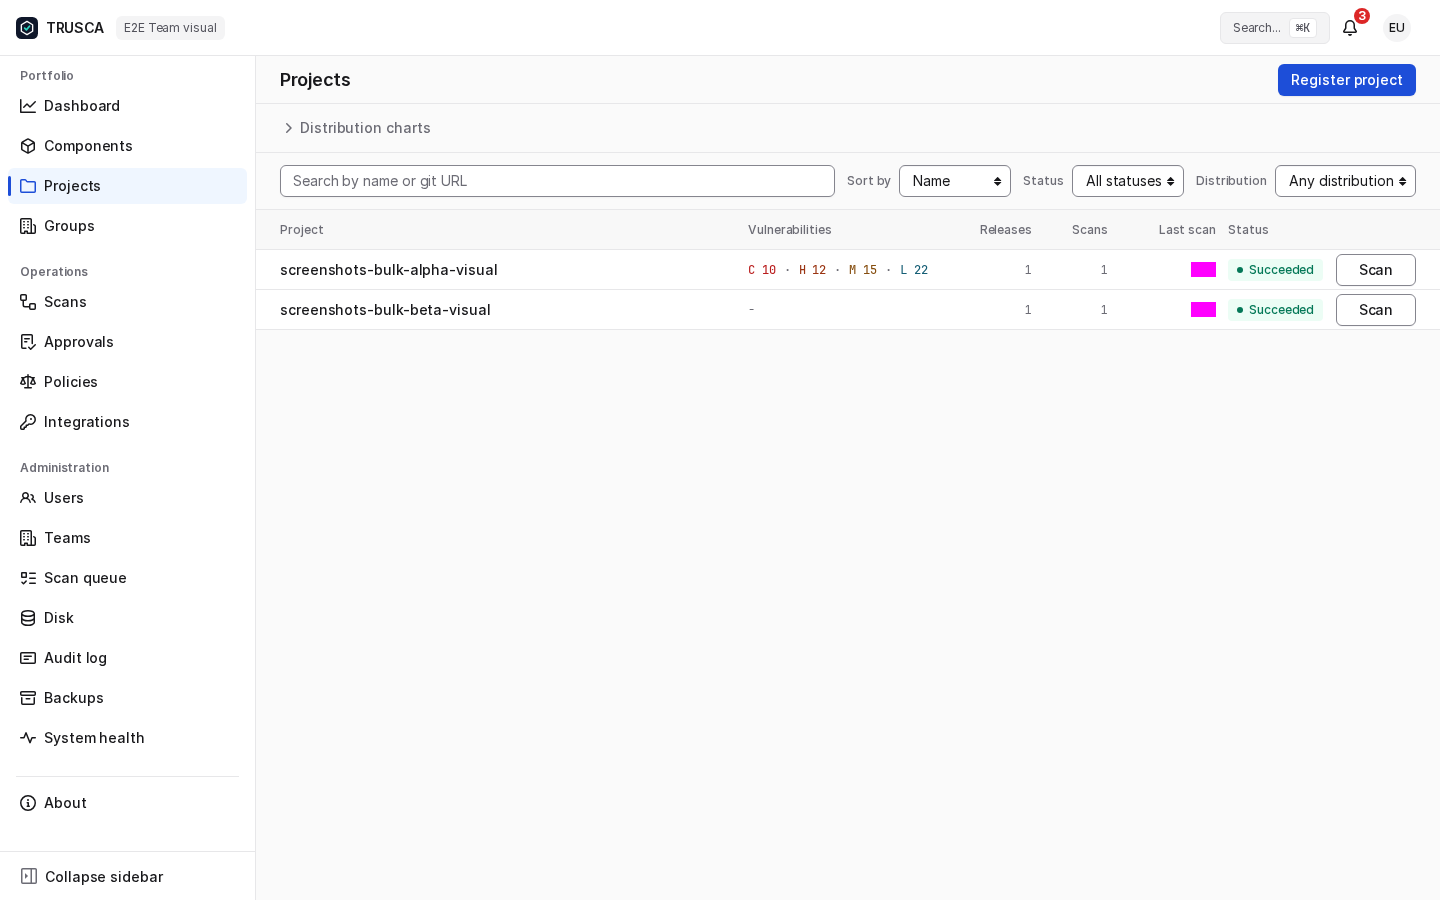 TRUSCA E2E Team visual Search... ⌘K 3 EU
Portfolio
Dashboard
Components
Projects
Groups
Operations
Scans
Approvals
Policies
Integrations
Administration
Users
Teams
Scan queue
Disk
Audit log
Backups
System health
About
Collapse sidebar
Projects Register project
Distribution charts
Search by name or git URL Sort by Name Status All statuses Distribution Any distribution
Project Vulnerabilities Releases Scans Last scan Status
screenshots-bulk-alpha-visual C 10 · H 12 · M 15 · L 22 1 1 Succeeded Scan
screenshots-bulk-beta-visual - 1 1 Succeeded Scan